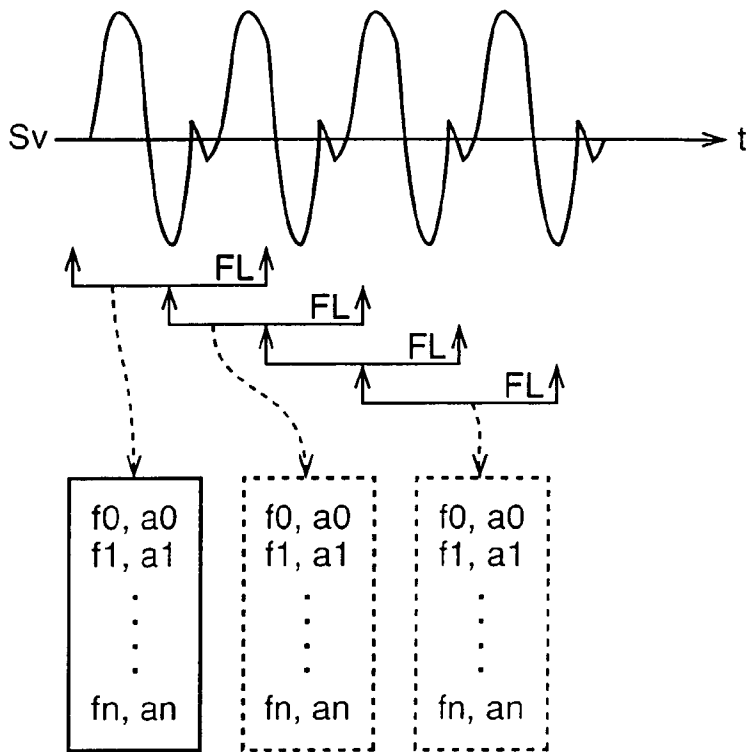 Sv t
FL
FL
FL
FL
f0, a0 f0, a0 f0, a0
f1, a1 f1, a1 f1, a1
fn, an fn, an fn, an